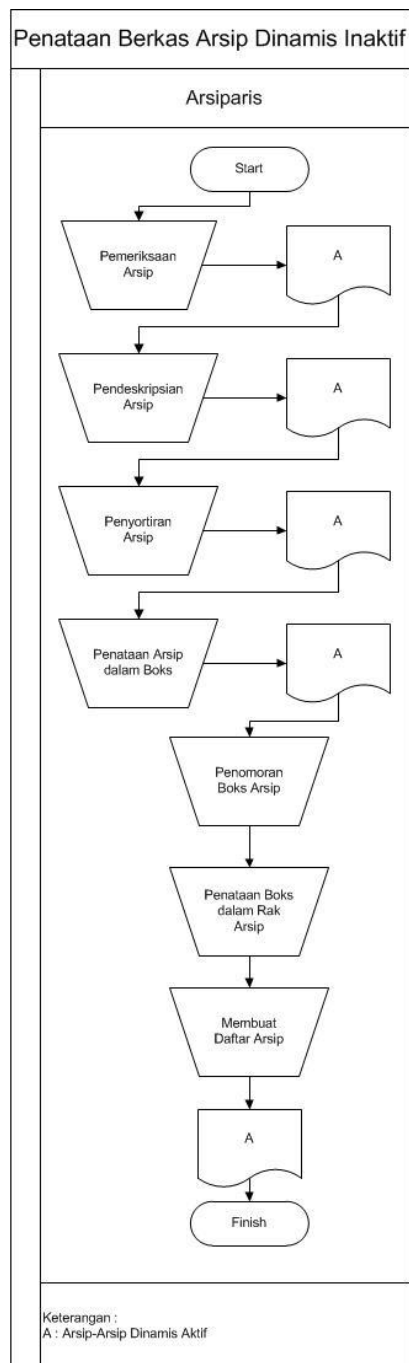 Penataan Berkas Arsip Dinamis Inaktif
Arsiparis
Start
Pemeriksaan
Arsip
A
Pendeskripsian
Arsip
A
Penyortiran
Arsip
A
Penataan Arsip
dalam Boks
A
Penomoran
Boks Arsip
Penataan Boks
dalam Rak
Arsip
Membuat
Daftar Arsip
A
Finish
Keterangan :
A : Arsip-Arsip Dinamis Aktif